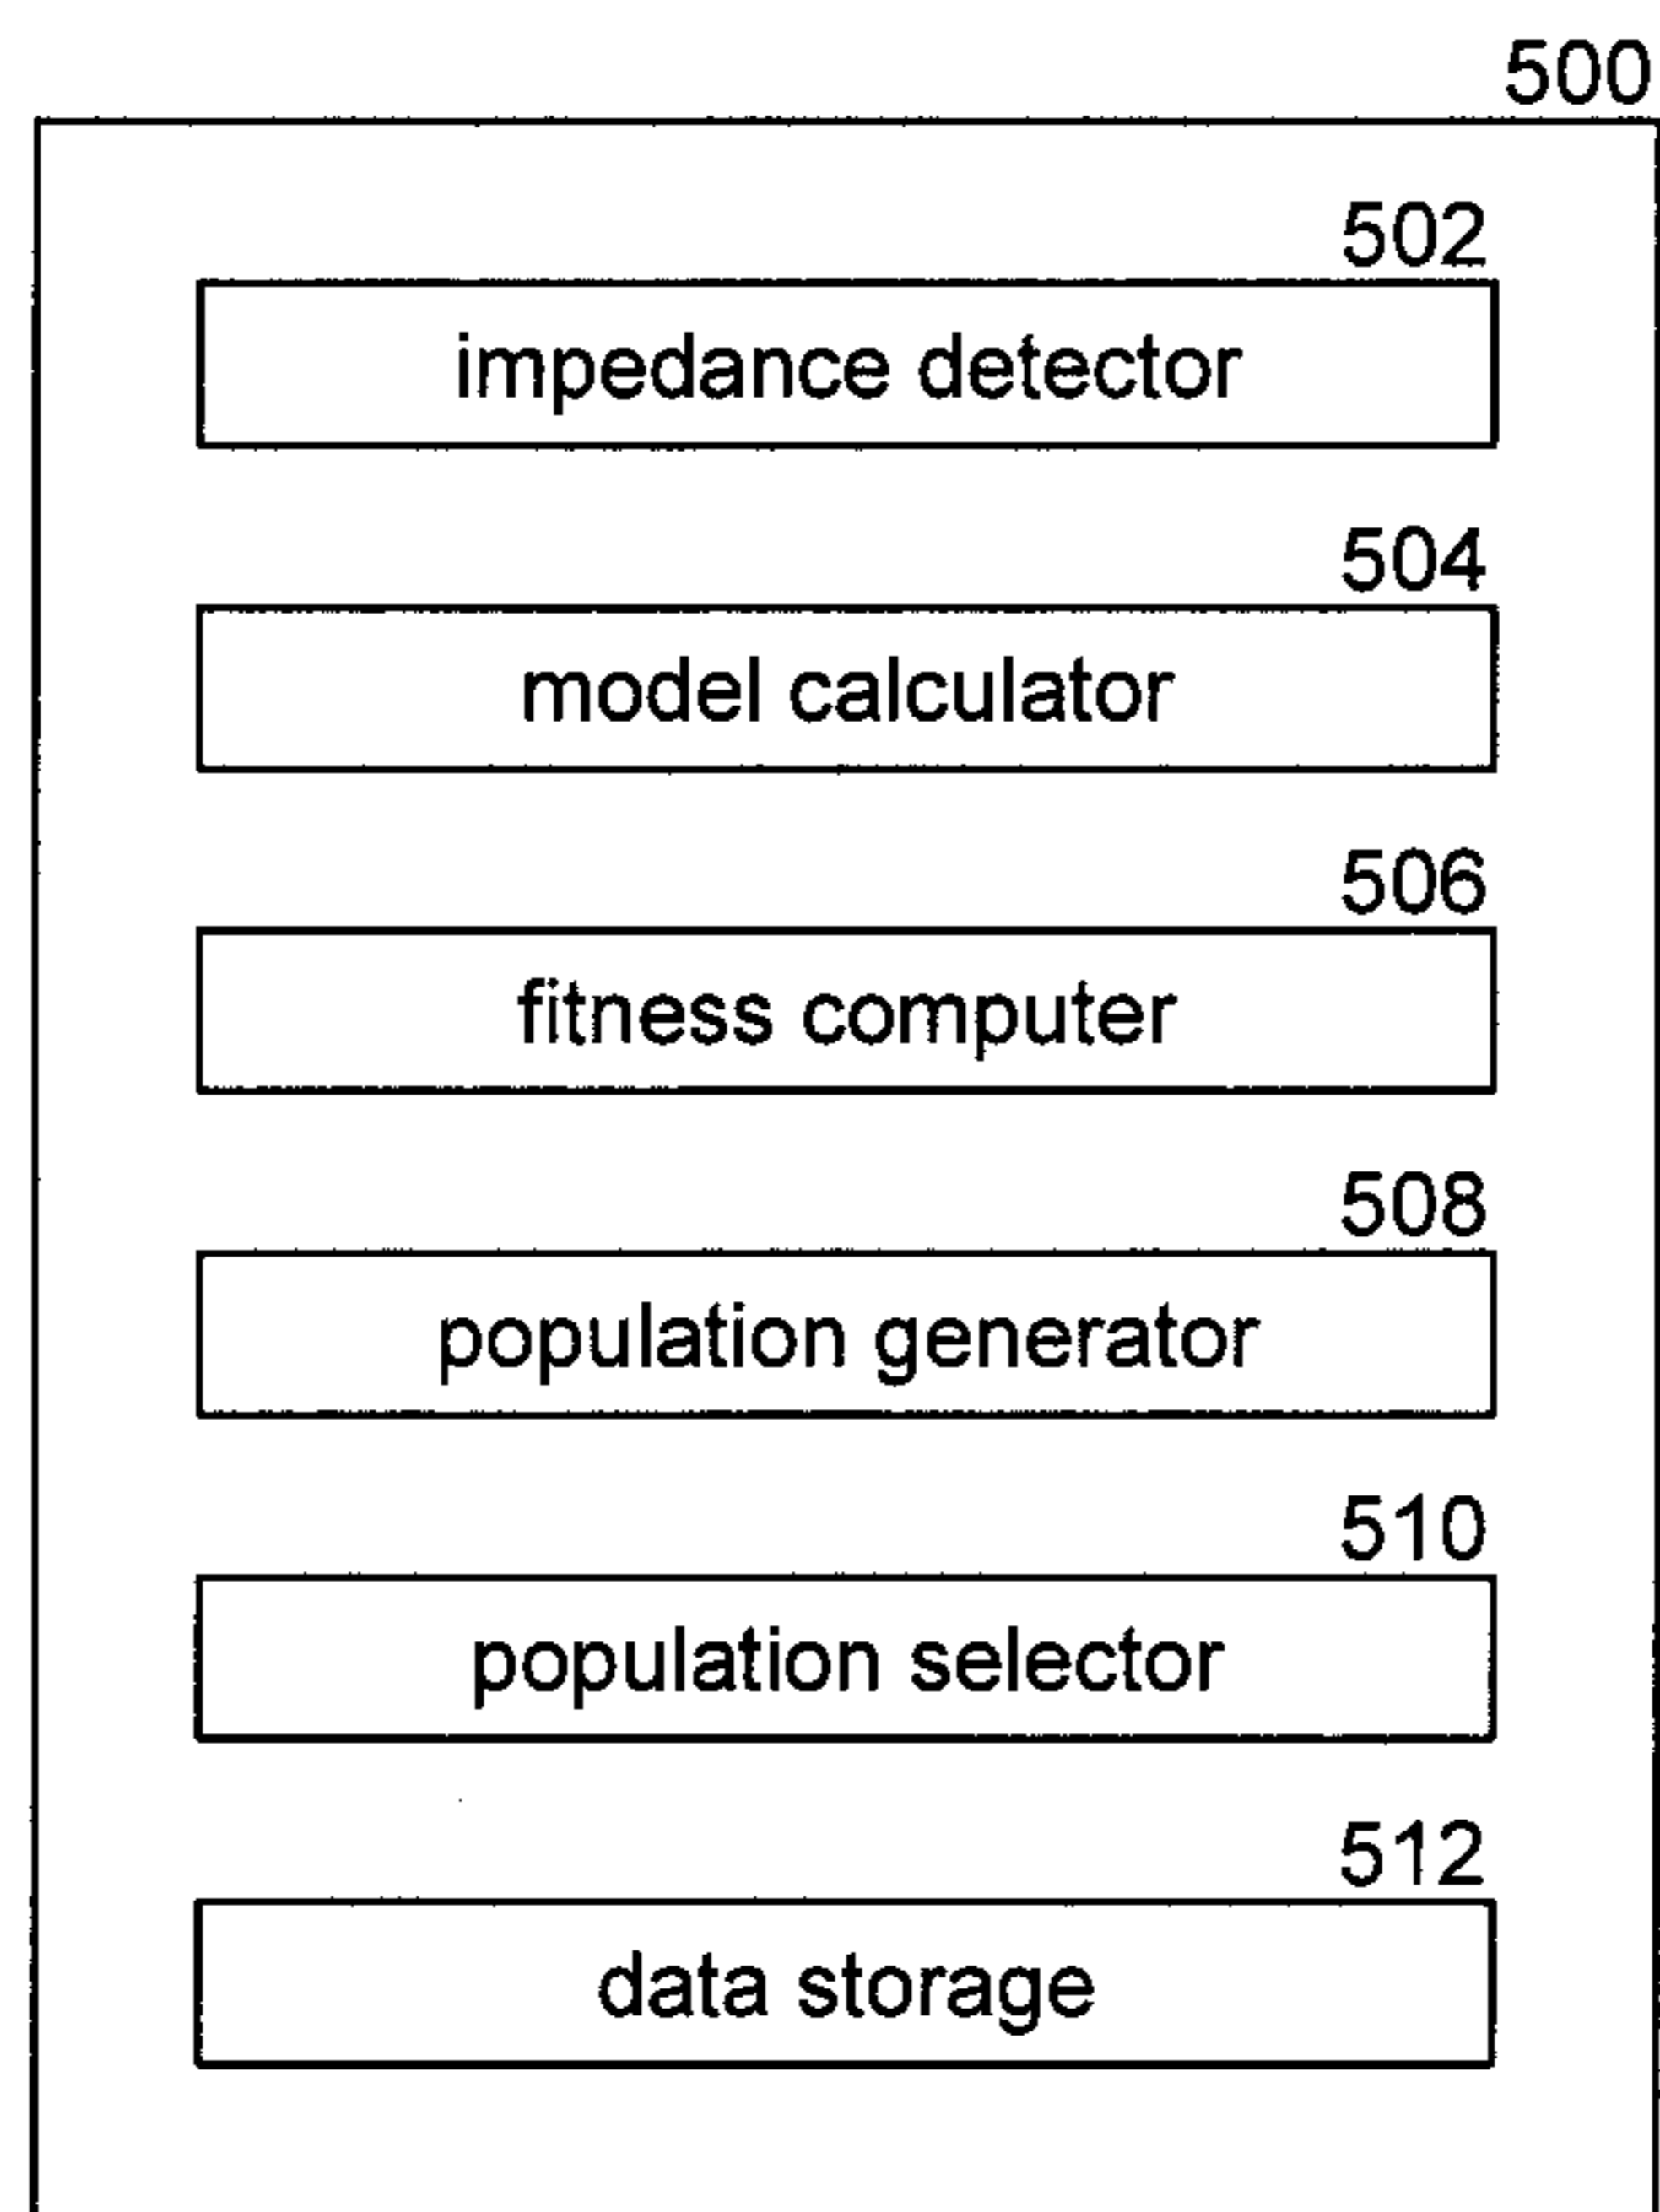 500
502
impedance detector
504
model calculator
506
fitness computer
508
population generator
510
population selector
512
data storage